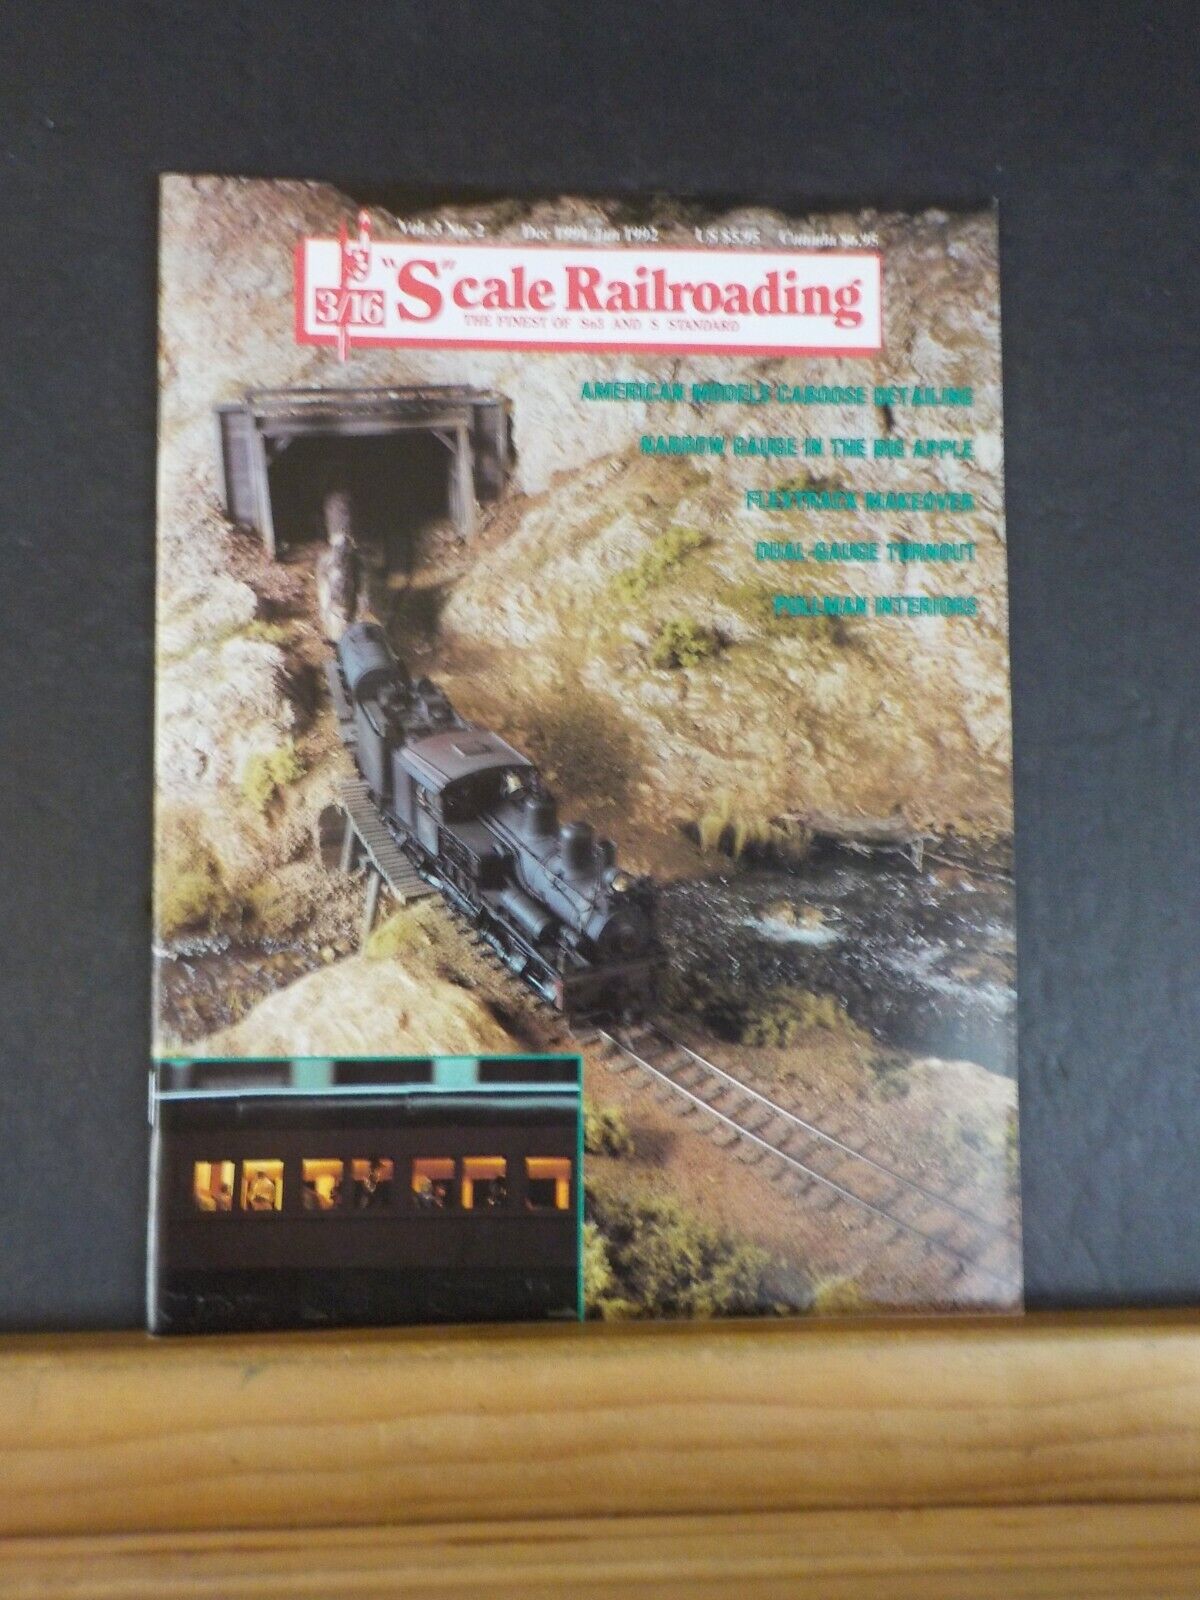 Vol. 3 No. 2 Dec 1991/Jan 1992 US $5.95 Canada $6.95
3/16 "S"cale Railroading
THE FINEST OF Sn3 AND S STANDARD
AMERICAN MODELS CABOOSE DETAILING
NARROW GAUGE IN THE BIG APPLE
FLEXTRACK MAKEOVER
DUAL-GAUGE TURNOUT
PULLMAN INTERIORS